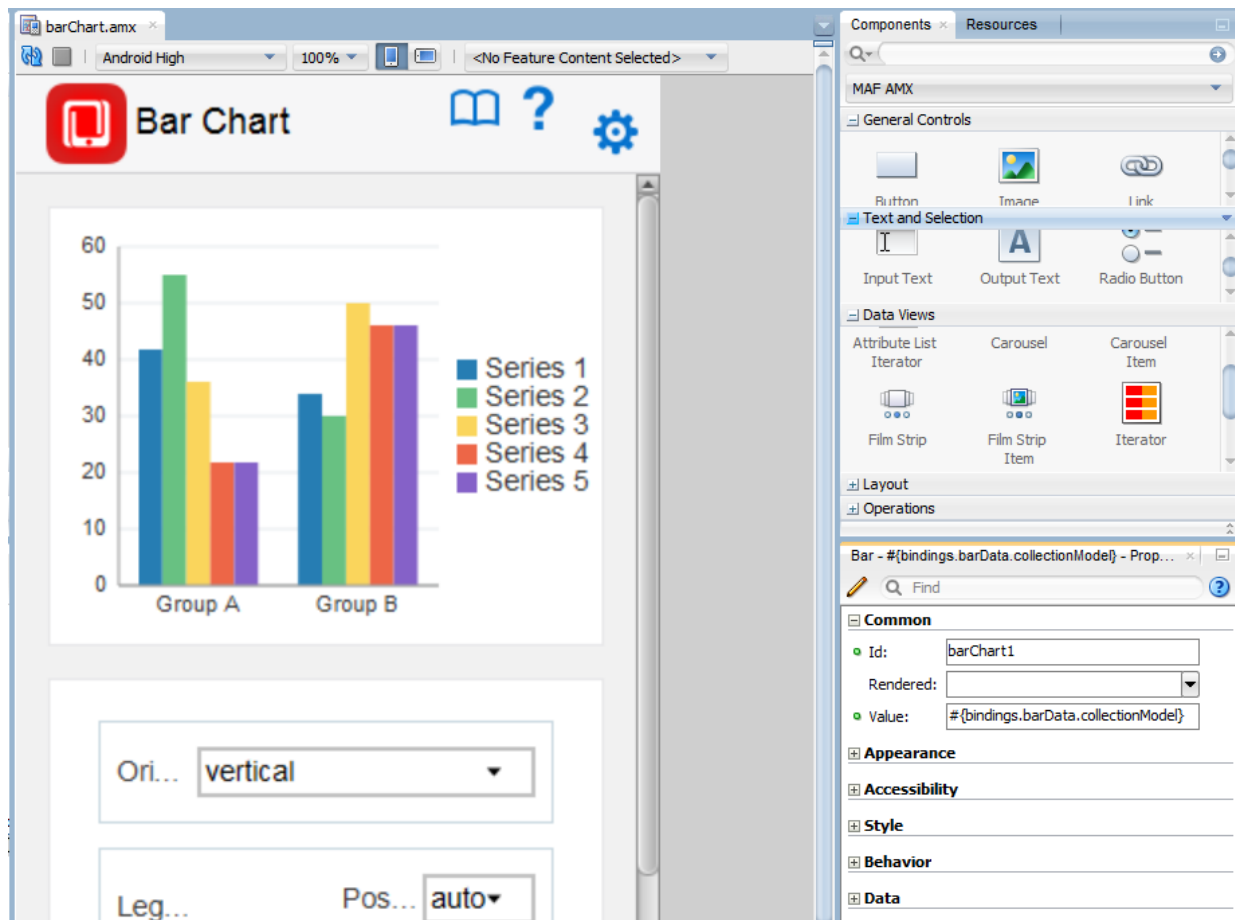 barChart.amx
Android High
100%
<No Feature Content Selected>
Bar Chart
?
60
50
40
30
20
10
0
Group A
Group B
Series 1
Series 2
Series 3
Series 4
Series 5
Ori...
vertical
Leg...
Pos...
auto
Components
Resources
MAF AMX
General Controls
Button
Image
Link
Text and Selection
A
Input Text
Output Text
Radio Button
Data Views
Attribute List
Iterator
Carousel
Carousel
Item
Film Strip
Film Strip
Item
Iterator
Layout
Operations
Bar - #{bindings.barData.collectionModel} - Prop...
Find
?
Common
Id:
barChart1
Rendered:
Value:
#{bindings.barData.collectionModel}
Appearance
Accessibility
Style
Behavior
Data